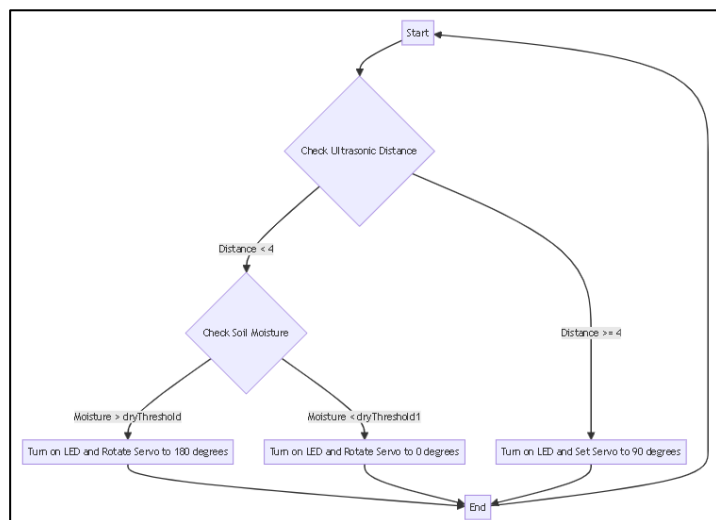 Start
Check Ultrasonic Distance
Distance < 4
Check Soil Moisture
Distance >= 4
Moisture > dryThreshold
Moisture < dryThreshold1
Turn on LED and Rotate Servo to 180 degrees
Turn on LED and Rotate Servo to 0 degrees
Turn on LED and Set Servo to 90 degrees
End